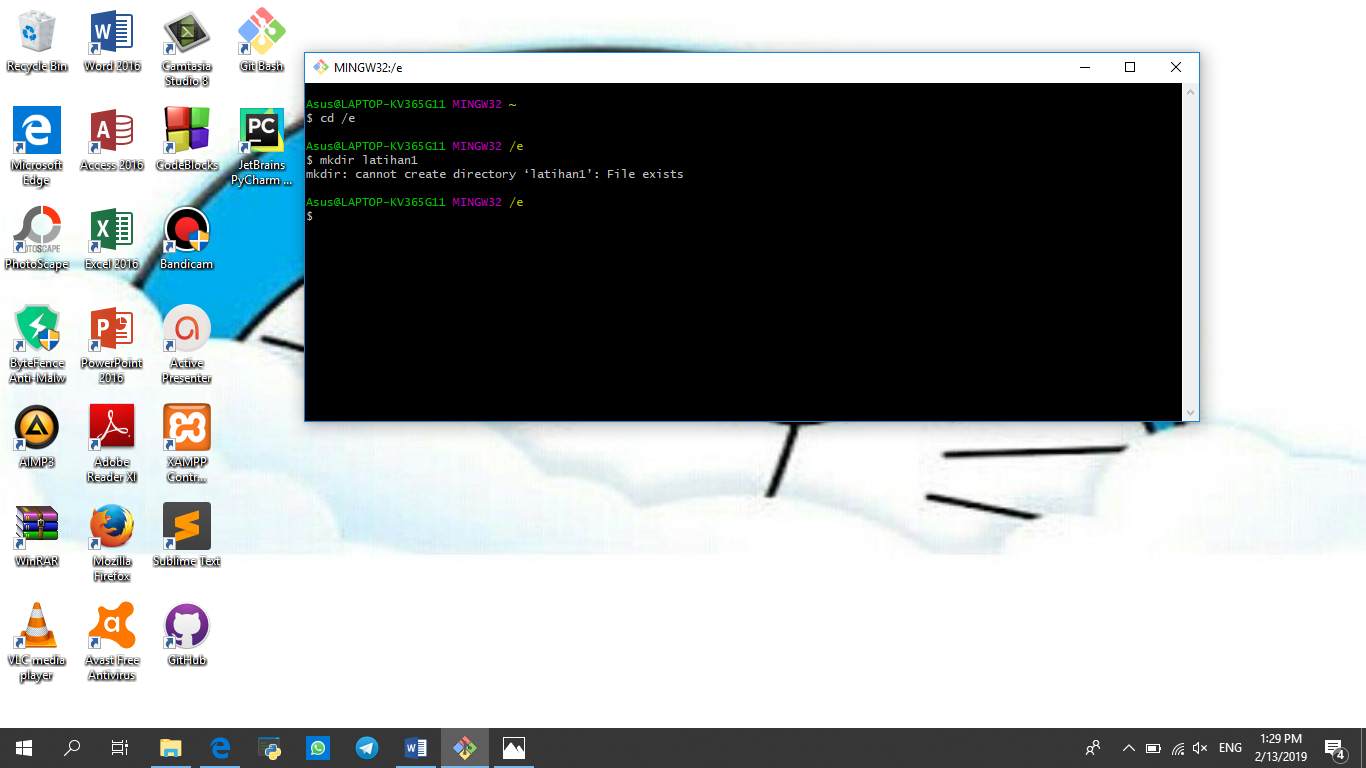 Recycle Bin
Word 2016
Camtasia
Studio 8
Git Bash
Microsoft
Edge
Access 2016
CodeBlocks
PC
JetBrains
PyCharm ...
PhotoScape
Excel 2016
Bandicam
ByteFence
Anti-Malw
PowerPoint
2016
Active
Presenter
AIMP3
Adobe
Reader XI
XAMPP
Contr...
WinRAR
Mozilla
Firefox
Sublime Text
VLC media
player
Avast Free
Antivirus
GitHub
MINGW32:/e
Asus@LAPTOP-KV365G11 MINGW32 ~
$ cd /e
Asus@LAPTOP-KV365G11 MINGW32 /e
$ mkdir latihan1
mkdir: cannot create directory ‘latihan1’: File exists
Asus@LAPTOP-KV365G11 MINGW32 /e
$
ENG
1:29 PM
2/13/2019
4